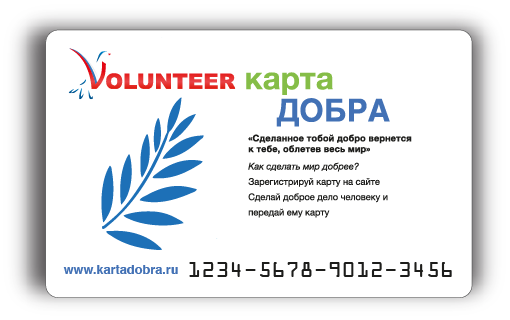 VOLUNTEER карта
ДОБРА
«Сделанное тобой добро вернется
к тебе, облетев весь мир»
Как сделать мир добрее?
Зарегистрируй карту на сайте
Сделай доброе дело человеку и
передай ему карту
www.kartadobra.ru 1234-5678-9012-3456